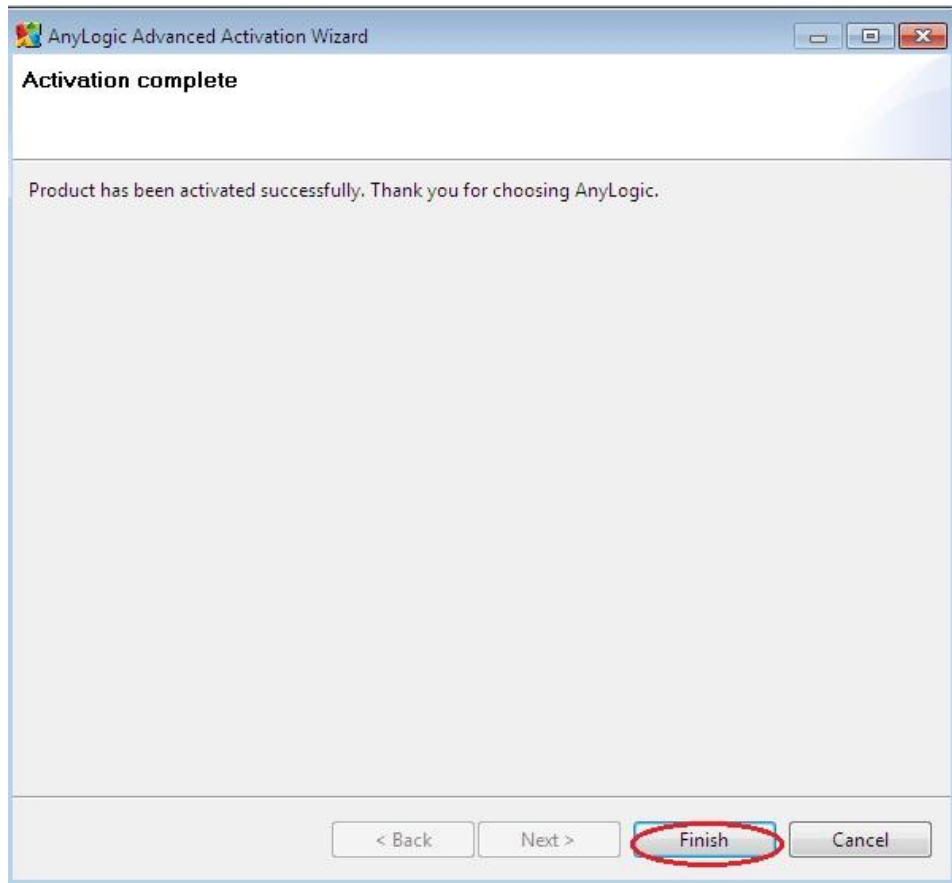 AnyLogic Advanced Activation Wizard
Activation complete
Product has been activated successfully. Thank you for choosing AnyLogic.
< Back Next > Finish Cancel